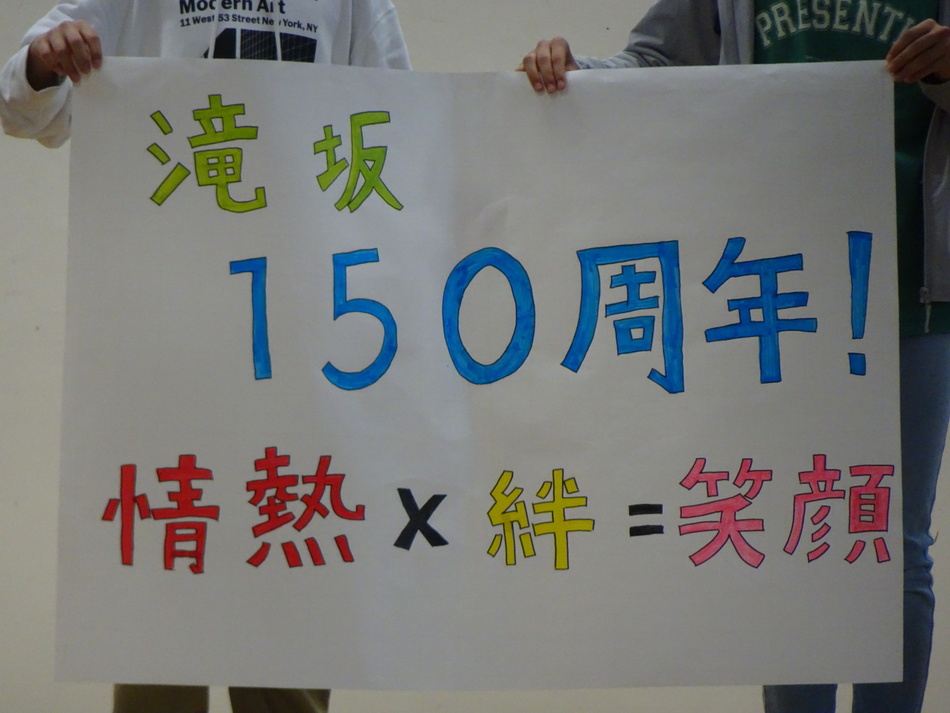 Modern Art
11 West 53 Street New York, NY
PRESENTI
滝坂
150周年!
情熱×絆=笑顔